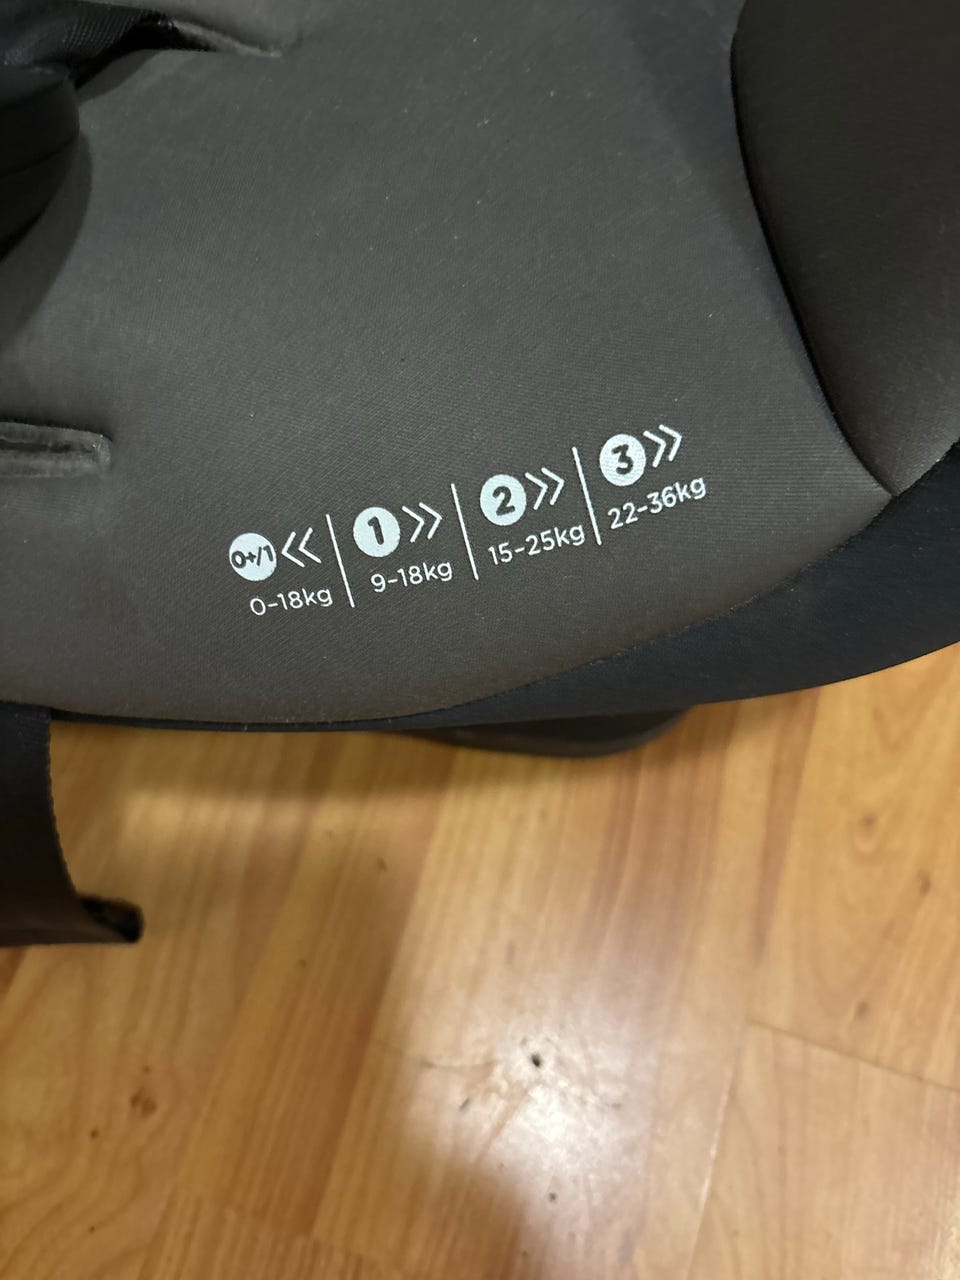 0+/1 << | 1 >> | 2 >> | 3 >>
0-18kg | 9-18kg | 15-25kg | 22-36kg